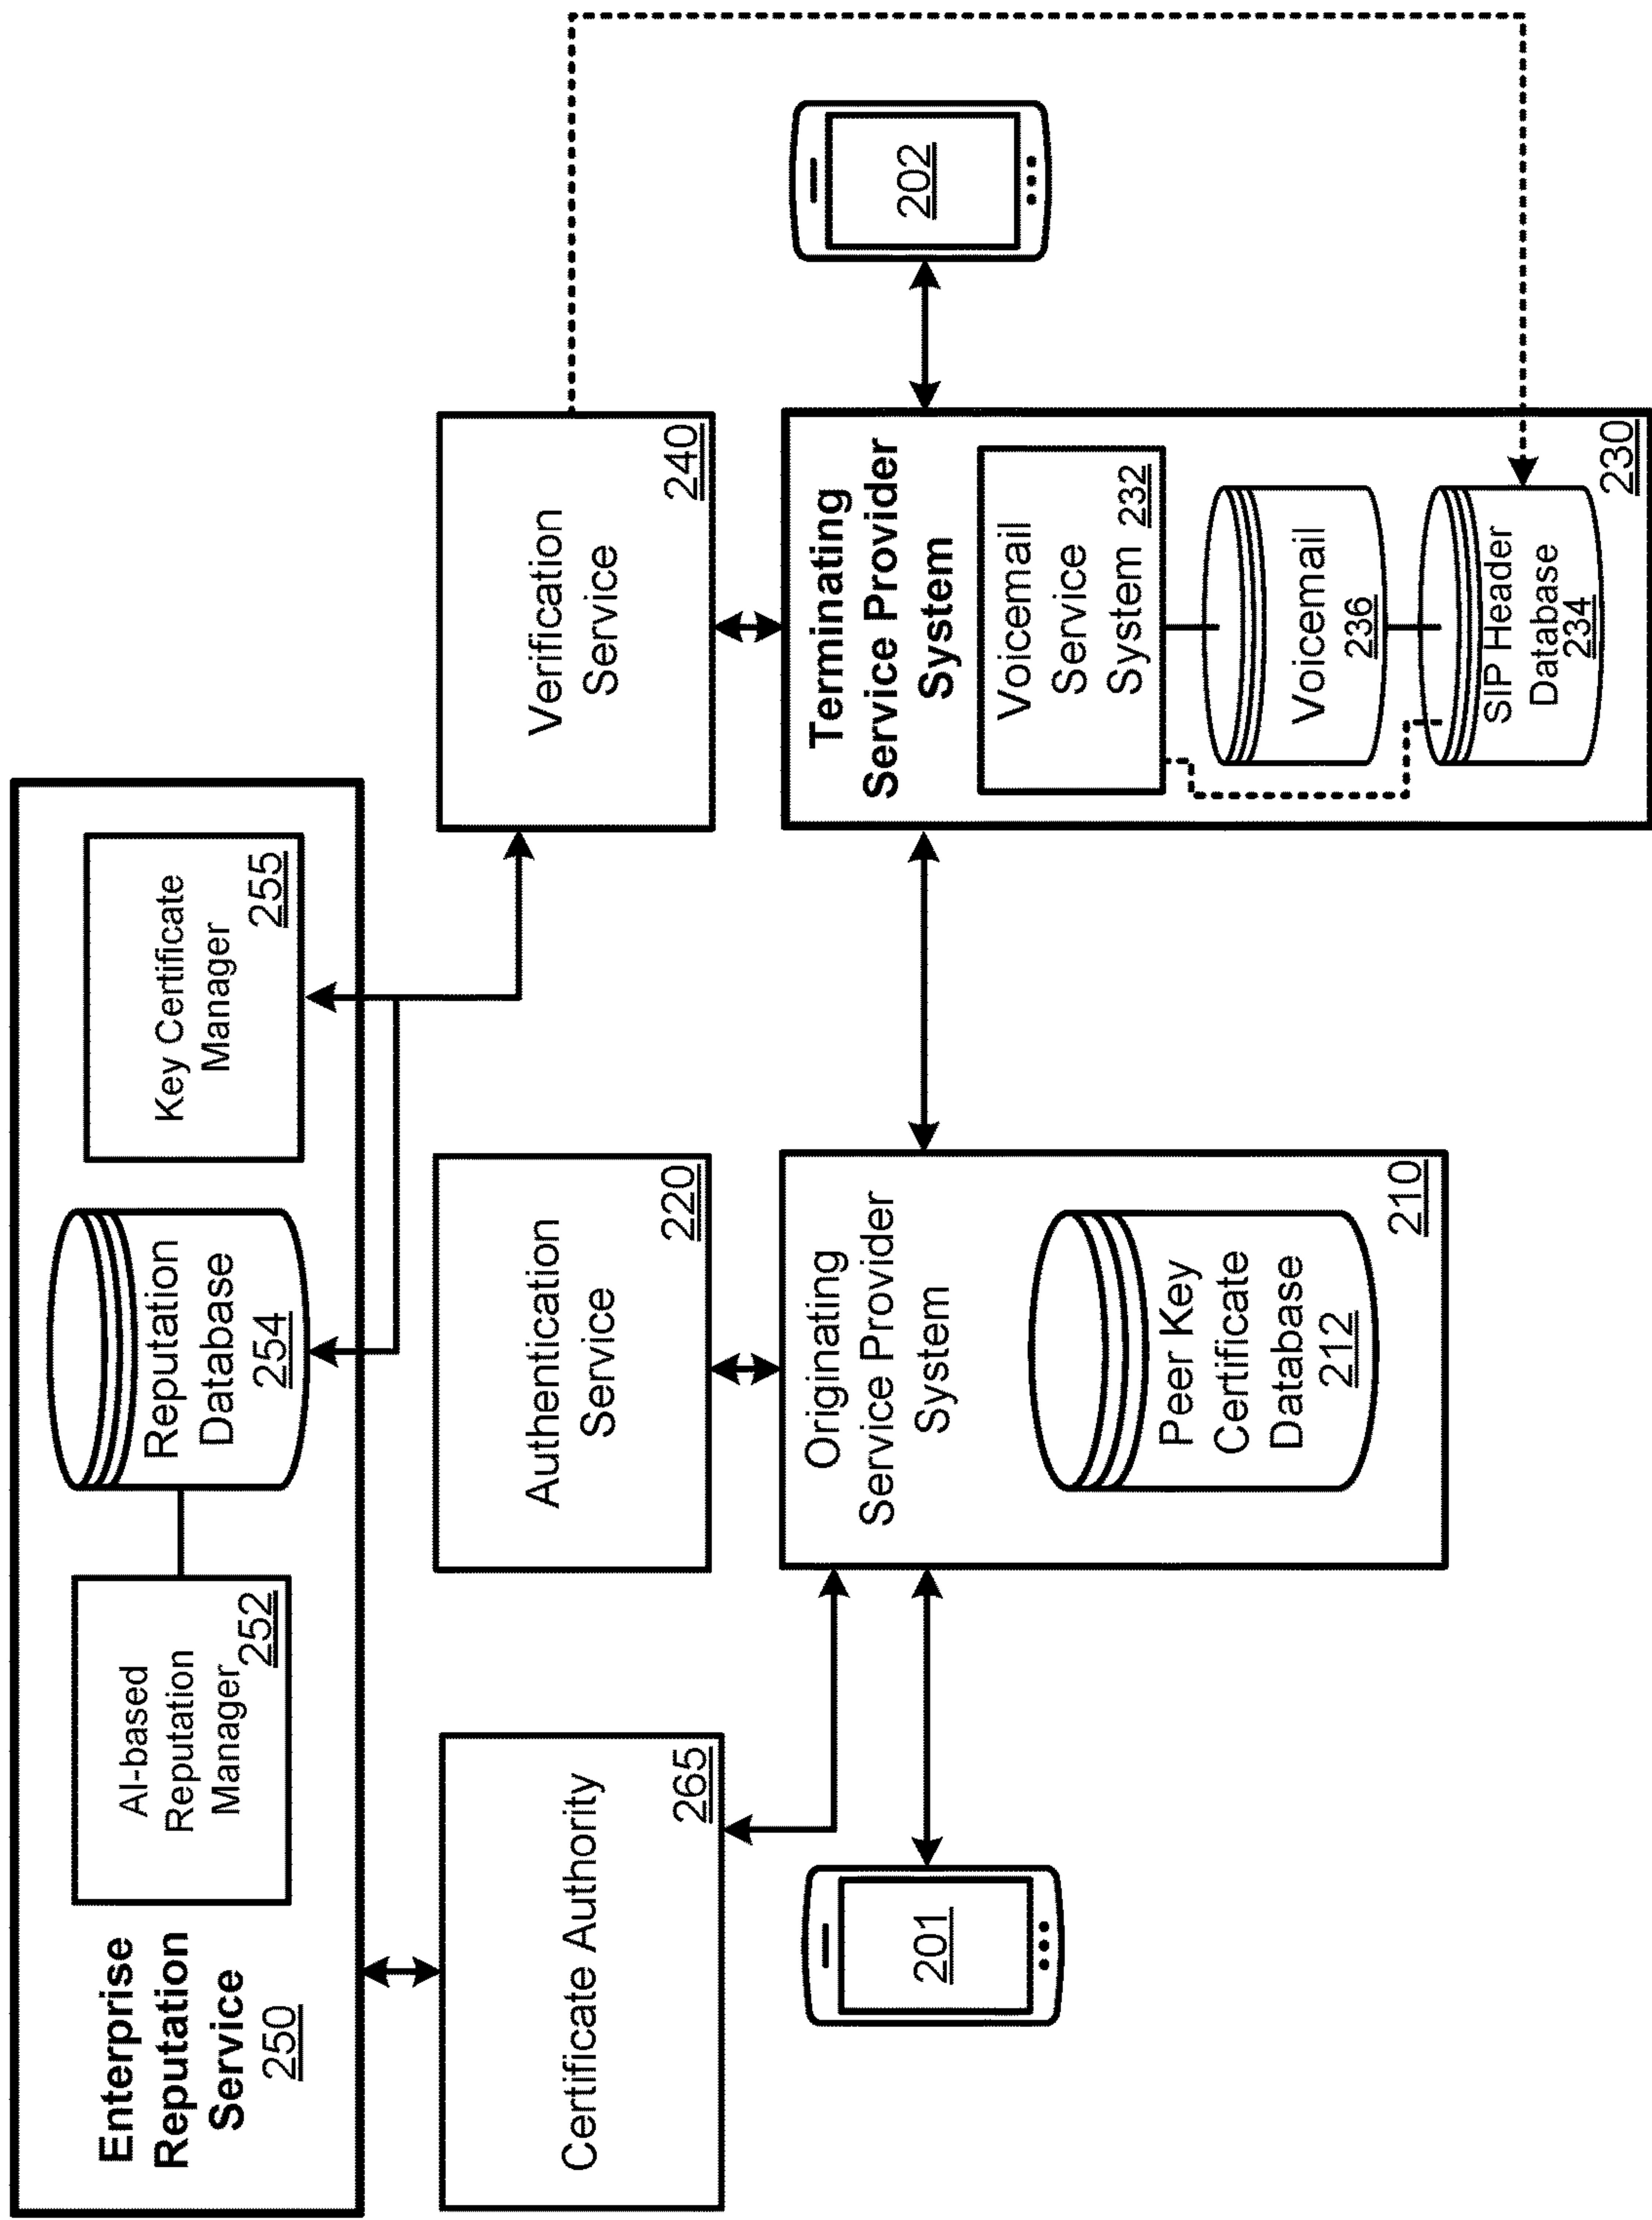 Enterprise
Reputation
Service
250
AI-based
Reputation
Manager
252
Reputation
Database
254
Key Certificate
Manager
255
Certificate Authority
265
Authentication
Service
220
Verification
Service
240
201
Originating
Service Provider
System
Peer Key
Certificate
Database
212
210
Terminating
Service Provider
System
Voicemail
Service
System 232
Voicemail
236
SIP Header
Database
234
230
202